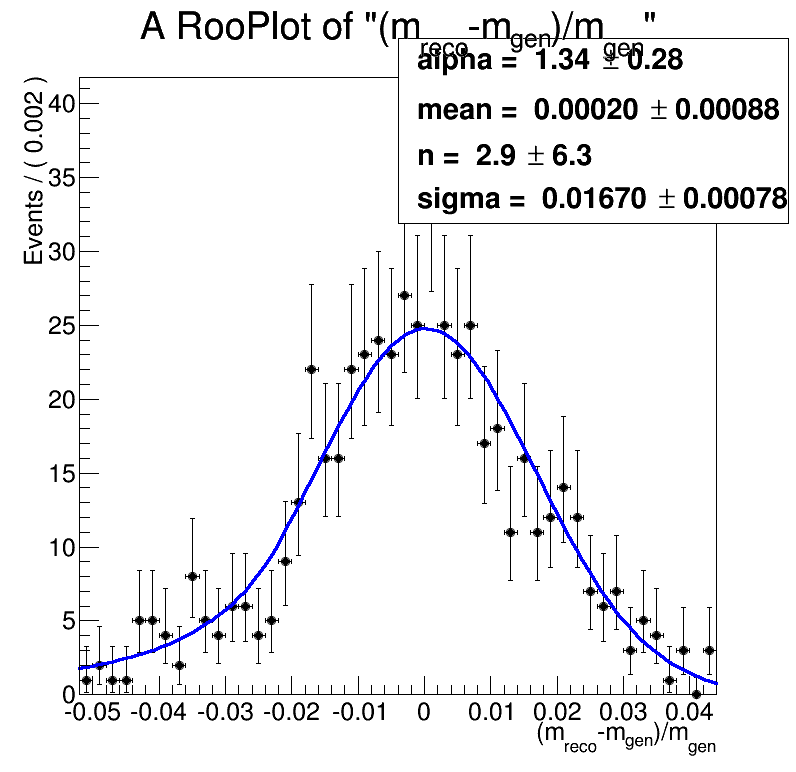 A RooPlot of "(m_reco-m_gen)/m_gen"
alpha = 1.34 ± 0.28
mean = 0.00020 ± 0.00088
n = 2.9 ± 6.3
sigma = 0.01670 ± 0.00078
Events / ( 0.002 )
40
35
30
25
20
15
10
5
0
-0.05 -0.04 -0.03 -0.02 -0.01 0 0.01 0.02 0.03 0.04
(m_reco-m_gen)/m_gen